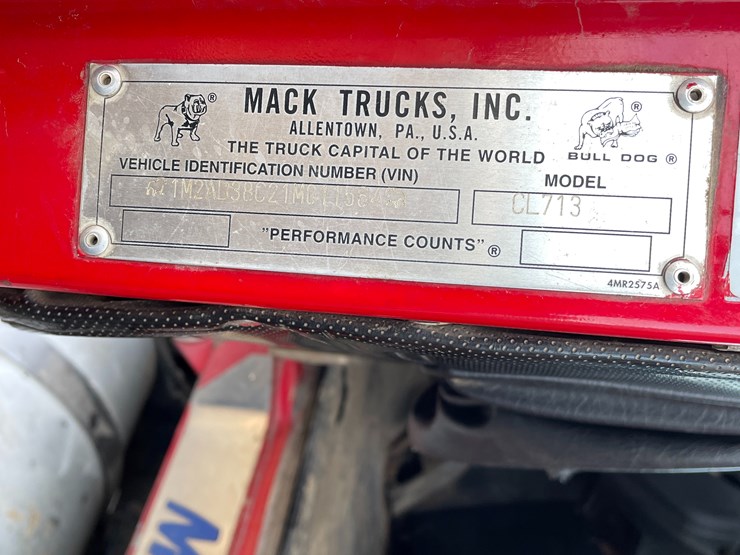 MACK TRUCKS, INC.
ALLENTOWN, PA., U.S.A.
THE TRUCK CAPITAL OF THE WORLD
BULL DOG ®
VEHICLE IDENTIFICATION NUMBER (VIN)
MODEL
CL713
"PERFORMANCE COUNTS" ®
4MR2575A
M